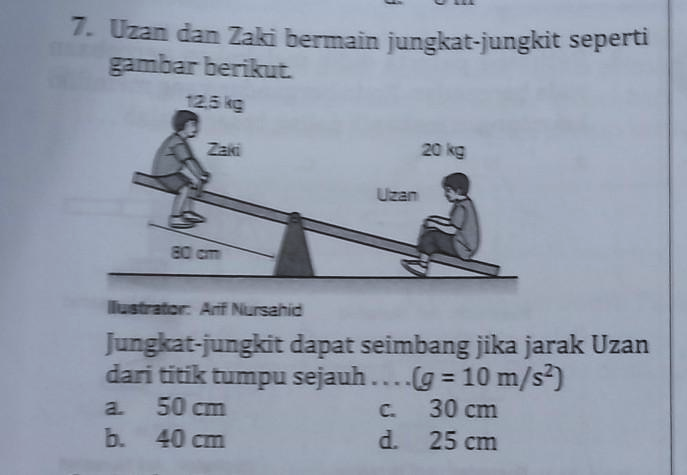 7. Uzan dan Zaki bermain jungkat-jungkit seperti
gambar berikut.
12,5 kg
Zaki
20 kg
Uzan
80 cm
Ilustrator: Arif Nursahid
Jungkat-jungkit dapat seimbang jika jarak Uzan
dari titik tumpu sejauh . . . . (g = 10 m/s²)
a. 50 cm
c. 30 cm
b. 40 cm
d. 25 cm